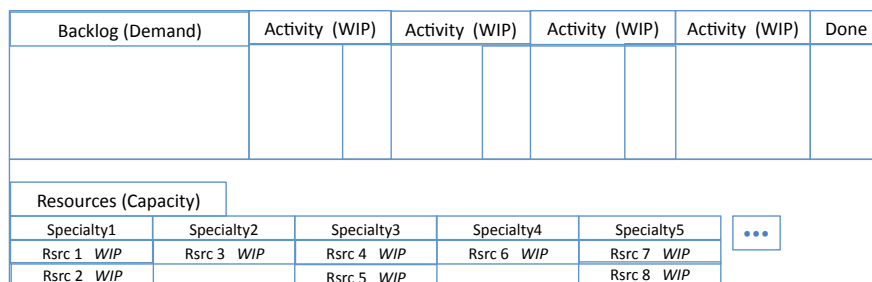 Backlog (Demand) Activity (WIP) Activity (WIP) Activity (WIP) Activity (WIP) Done
Resources (Capacity)
Specialty1 Specialty2 Specialty3 Specialty4 Specialty5 •••
Rsrc 1 WIP Rsrc 3 WIP Rsrc 4 WIP Rsrc 6 WIP Rsrc 7 WIP
Rsrc 2 WIP Rsrc 5 WIP Rsrc 8 WIP